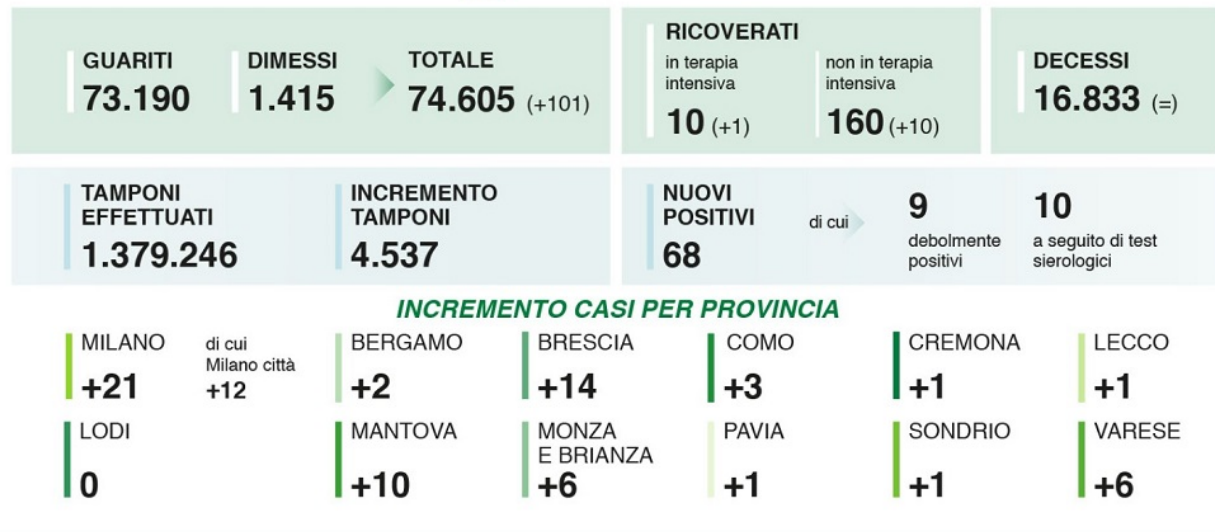 GUARITI
73.190
DIMESSI
1.415
TOTALE
74.605 (+101)
RICOVERATI
in terapia
intensiva
10 (+1)
non in terapia
intensiva
160 (+10)
DECESSI
16.833 (=)
TAMPONI
EFFETTUATI
1.379.246
INCREMENTO
TAMPONI
4.537
NUOVI
POSITIVI
68
di cui
9
debolmente
positivi
10
a seguito di test
sierologici
INCREMENTO CASI PER PROVINCIA
MILANO
+21
di cui
Milano città
+12
BERGAMO
+2
BRESCIA
+14
COMO
+3
CREMONA
+1
LECCO
+1
LODI
0
MANTOVA
+10
MONZA
E BRIANZA
+6
PAVIA
+1
SONDRIO
+1
VARESE
+6